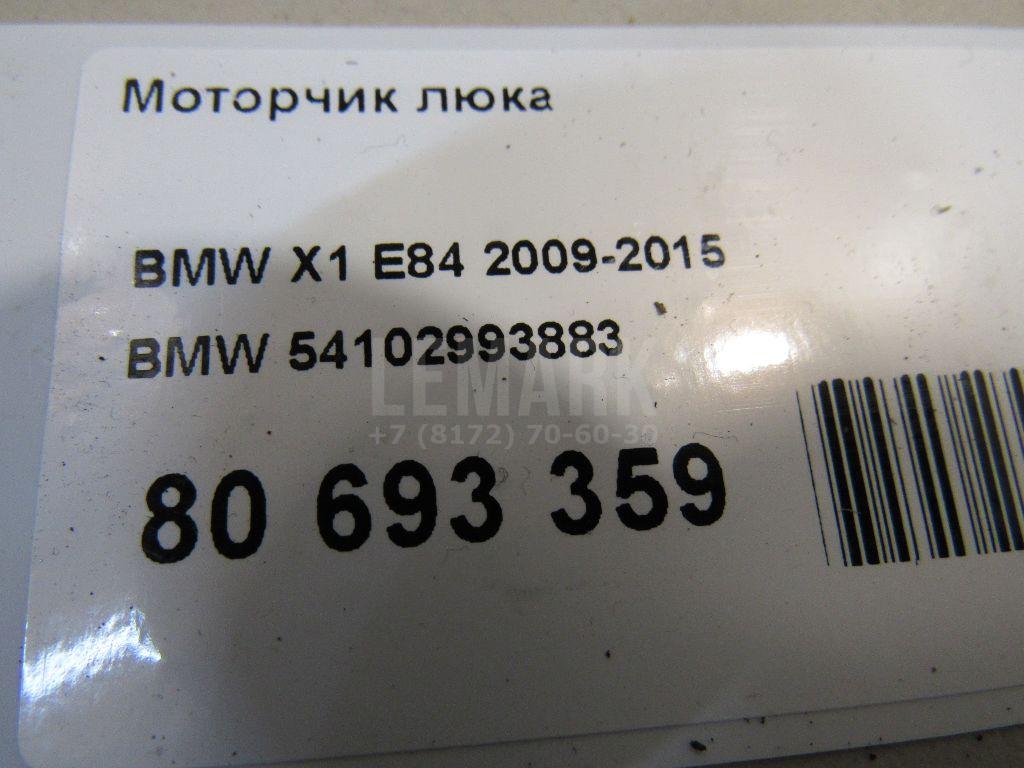 Моторчик люка
BMW X1 E84 2009-2015
BMW 54102993883
LEMARK
+7 (8172) 70-60-30
80 693 359